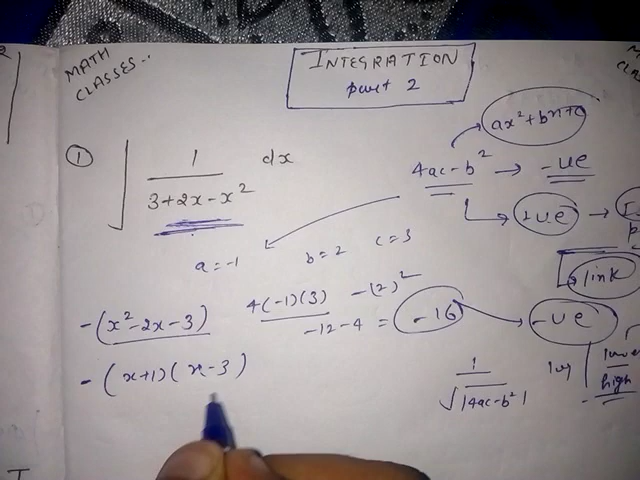 MATH
CLASSES..
INTEGRATION
part 2
① ∫ 1 / (3+2x-x²) dx
ax²+bx+c
4ac-b² → -ve
+ve →
link
a=-1 b=2 c=3
-(x²-2x-3)
4(-1)(3) -(2)²
-12-4 = -16 → -ve
-(x+1)(x-3)
1 / √|4ac-b²|
high